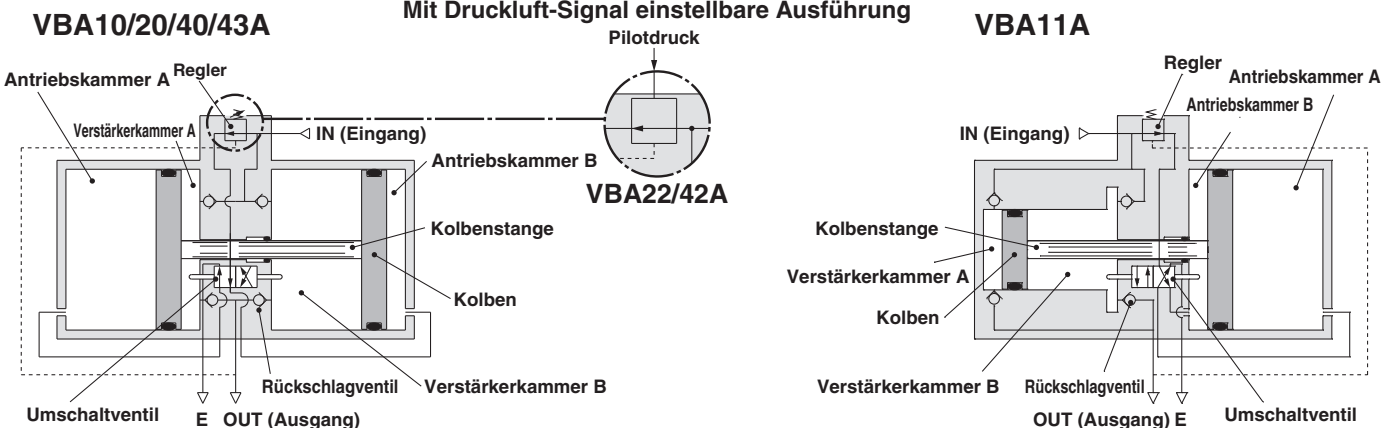 Mit Druckluft-Signal einstellbare Ausführung
VBA10/20/40/43A
Antriebskammer A
Regler
Verstärkerkammer A
IN (Eingang)
Antriebskammer B
Kolbenstange
Kolben
Rückschlagventil
Verstärkerkammer B
Umschaltventil
E
OUT (Ausgang)
Pilotdruck
VBA22/42A
VBA11A
Regler
Antriebskammer A
Antriebskammer B
IN (Eingang)
Kolbenstange
Verstärkerkammer A
Kolben
Verstärkerkammer B
Rückschlagventil
OUT (Ausgang)
E
Umschaltventil